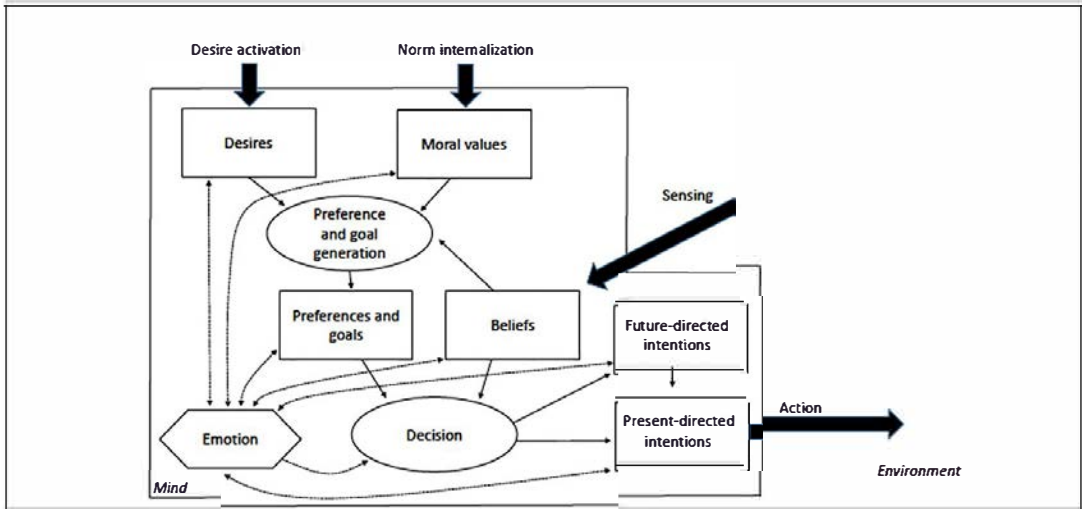 Desire activation
Norm internalization
Desires
Moral values
Sensing
Preference
and goal
generation
Preferences and
goals
Beliefs
Future-directed
intentions
Emotion
Decision
Present-directed
intentions
Action
Mind
Environment